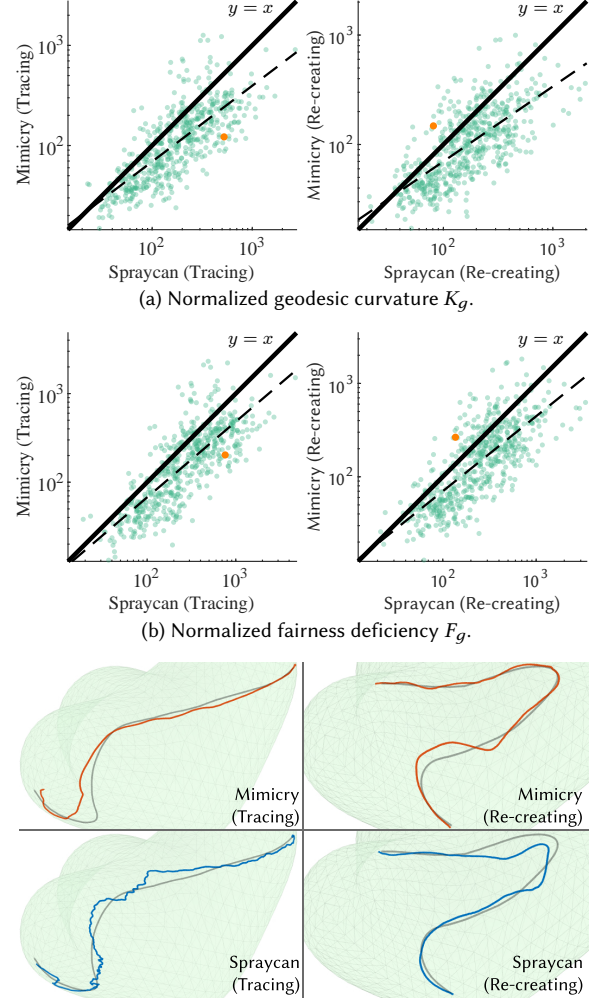 y = x
10³
10²
Mimicry (Tracing)
10² 10³
Spraycan (Tracing)
y = x
10³
10²
Mimicry (Re-creating)
10² 10³
Spraycan (Re-creating)
(a) Normalized geodesic curvature K_g.
y = x
10³
10²
Mimicry (Tracing)
10² 10³
Spraycan (Tracing)
y = x
10³
10²
Mimicry (Re-creating)
10² 10³
Spraycan (Re-creating)
(b) Normalized fairness deficiency F_g.
Mimicry
(Tracing)
Mimicry
(Re-creating)
Spraycan
(Tracing)
Spraycan
(Re-creating)